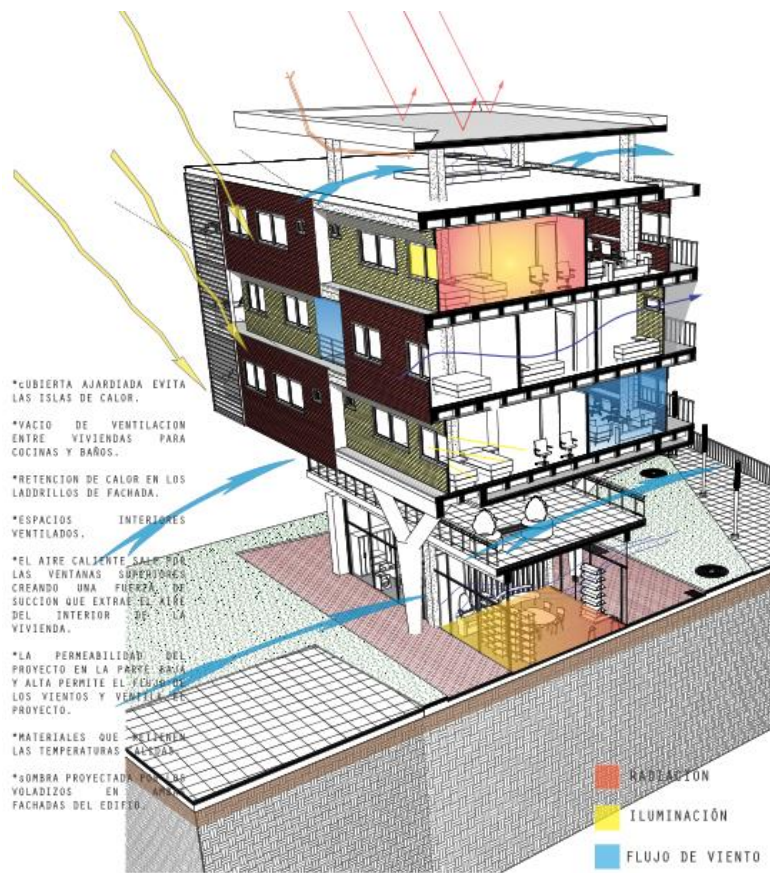 *cUBIERTA AJARDIADA EVITA
LAS ISLAS DE CALOR.
*VACIO DE VENTILACION
ENTRE VIVIENDAS PARA
COCINAS Y BAÑOS.
*RETENCION DE CALOR EN LOS
LADDRILLOS DE FACHADA.
*ESPACIOS INTERIORES
VENTILADOS.
*EL AIRE CALIENTE SALE POR
LAS VENTANAS SUPERIORES
CREANDO UNA FUERZA DE
SUCCION QUE EXTRAE EL AIRE
DEL INTERIOR DE LA
VIVIENDA.
*LA PERMEABILIDAD DEL
PROYECTO EN LA PARTE BAJA
Y ALTA PERMITE EL FLUJO DE
LOS VIENTOS Y VENTILA EL
PROYECTO.
*MATERIALES QUE RETIENEN
LAS TEMPERATURAS CALIDAS.
*sOMBRA PROYECTADA POR LOS
VOLADIZOS EN AMBAS
FACHADAS DEL EDIFIO.
RADIACION
ILUMINACIÓN
FLUJO DE VIENTO